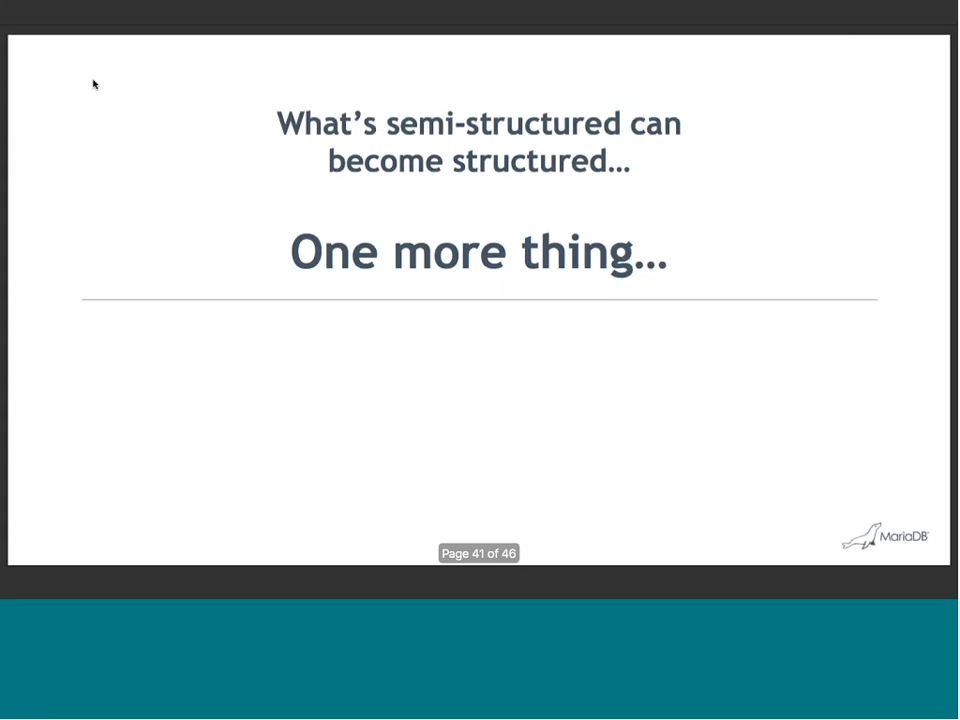 What’s semi-structured can
become structured…
One more thing…
MariaDB
Page 41 of 46